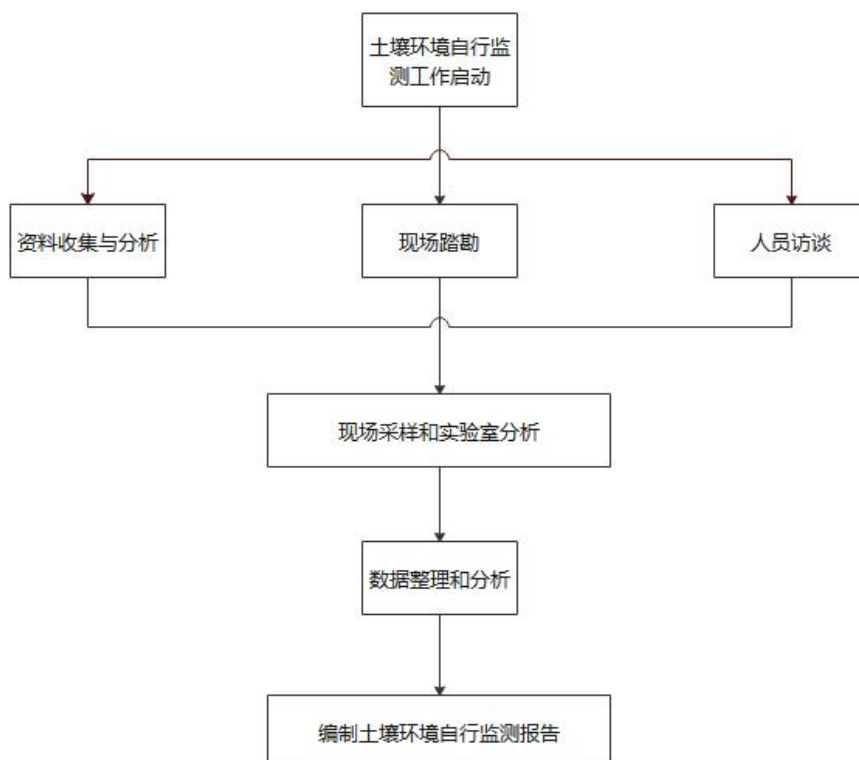 土壤环境自行监
测工作启动
资料收集与分析
现场踏勘
人员访谈
现场采样和实验室分析
数据整理和分析
编制土壤环境自行监测报告